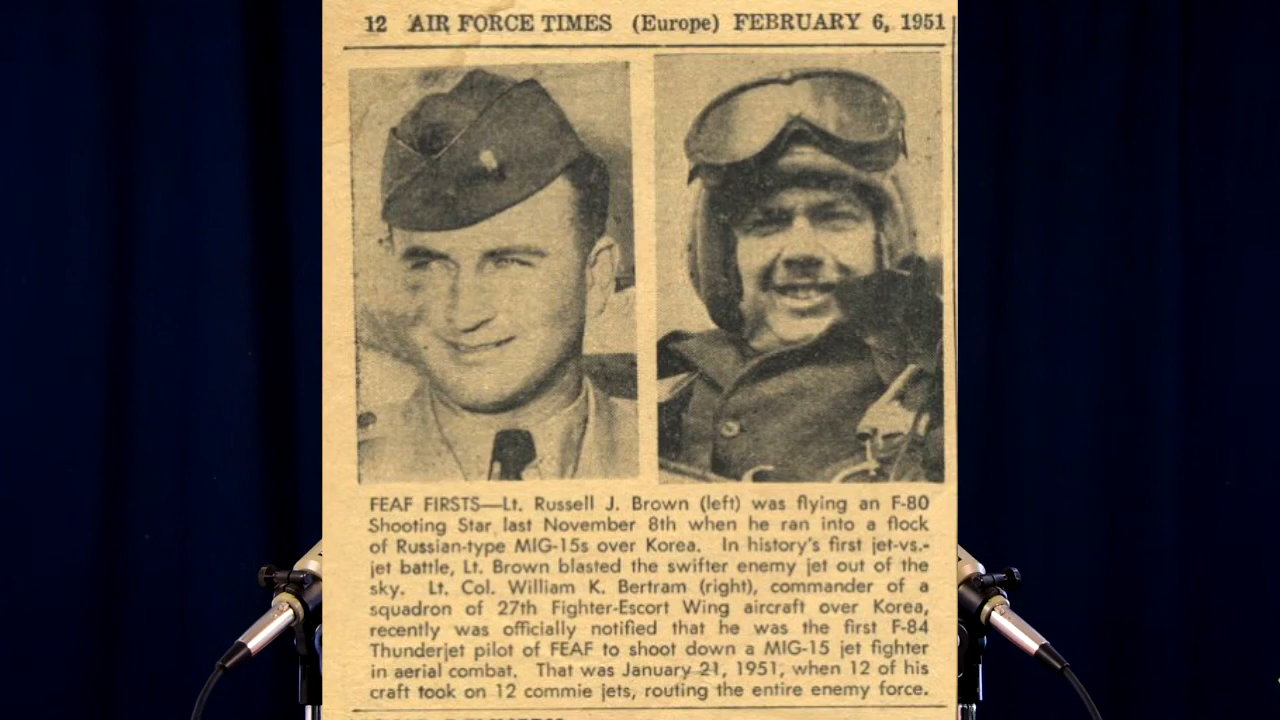 12 AIR FORCE TIMES (Europe) FEBRUARY 6, 1951
FEAF FIRSTS—Lt. Russell J. Brown (left) was flying an F-80
Shooting Star last November 8th when he ran into a flock
of Russian-type MIG-15s over Korea. In history's first jet-vs.-
jet battle, Lt. Brown blasted the swifter enemy jet out of the
sky. Lt. Col. William K. Bertram (right), commander of a
squadron of 27th Fighter-Escort Wing aircraft over Korea,
recently was officially notified that he was the first F-84
Thunderjet pilot of FEAF to shoot down a MIG-15 jet fighter
in aerial combat. That was January 21, 1951, when 12 of his
craft took on 12 commie jets, routing the entire enemy force.